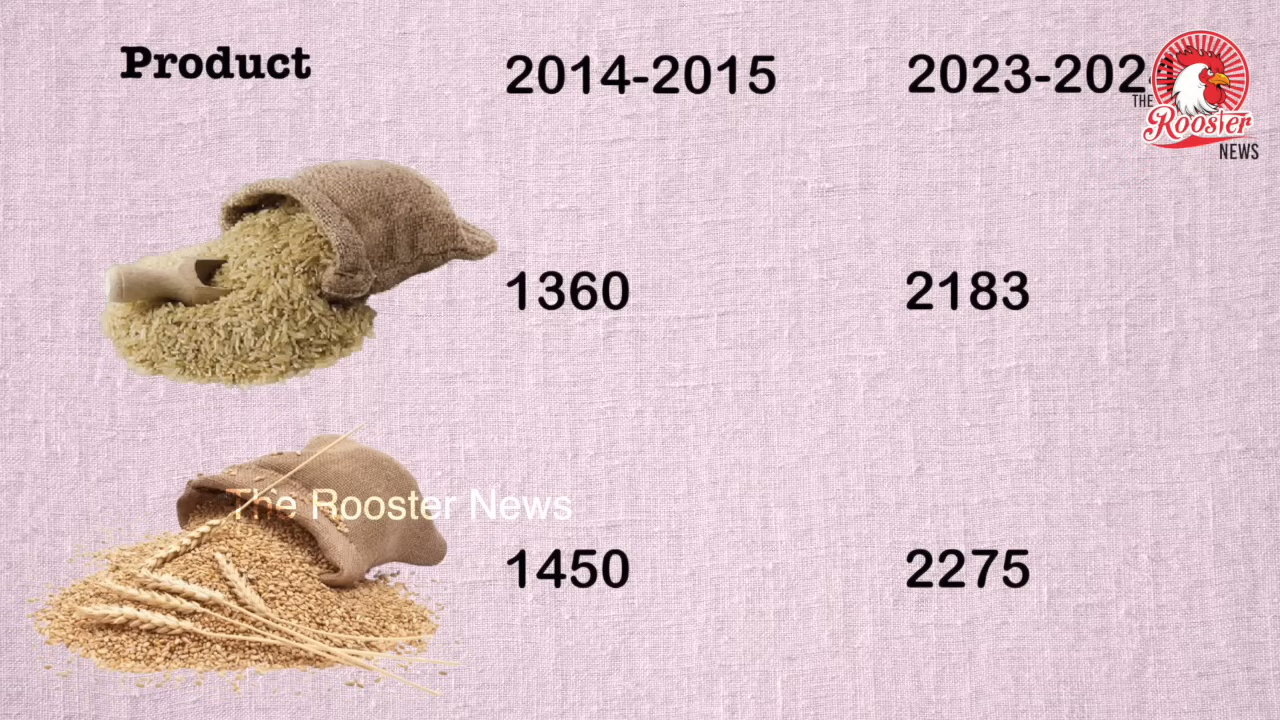 Product 2014-2015 2023-202
THE
Rooster
NEWS
1360 2183
The Rooster News
1450 2275